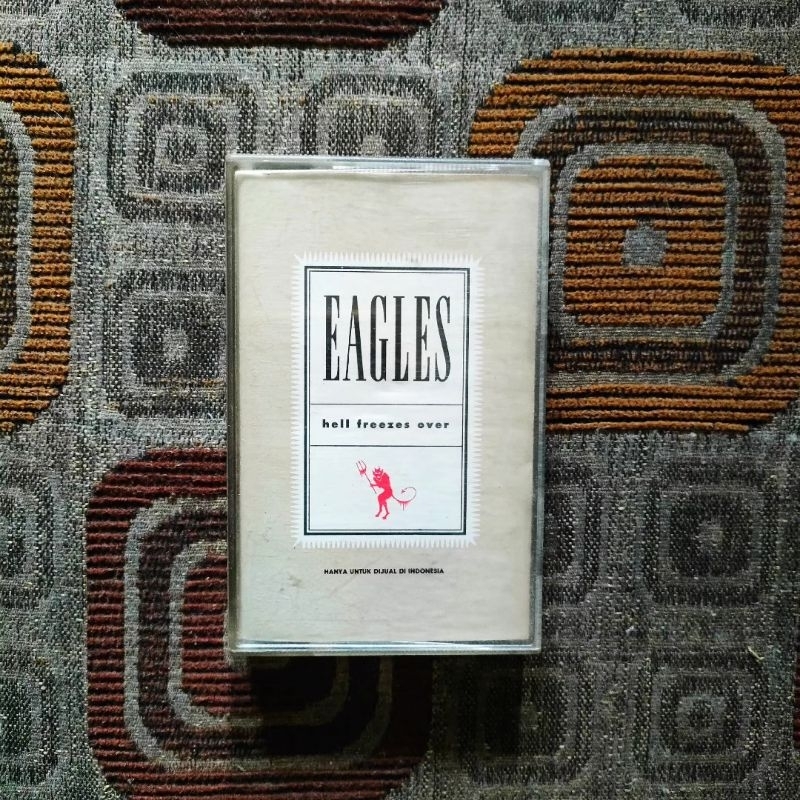 EAGLES
hell freezes over
HANYA UNTUK DIJUAL DI INDONESIA